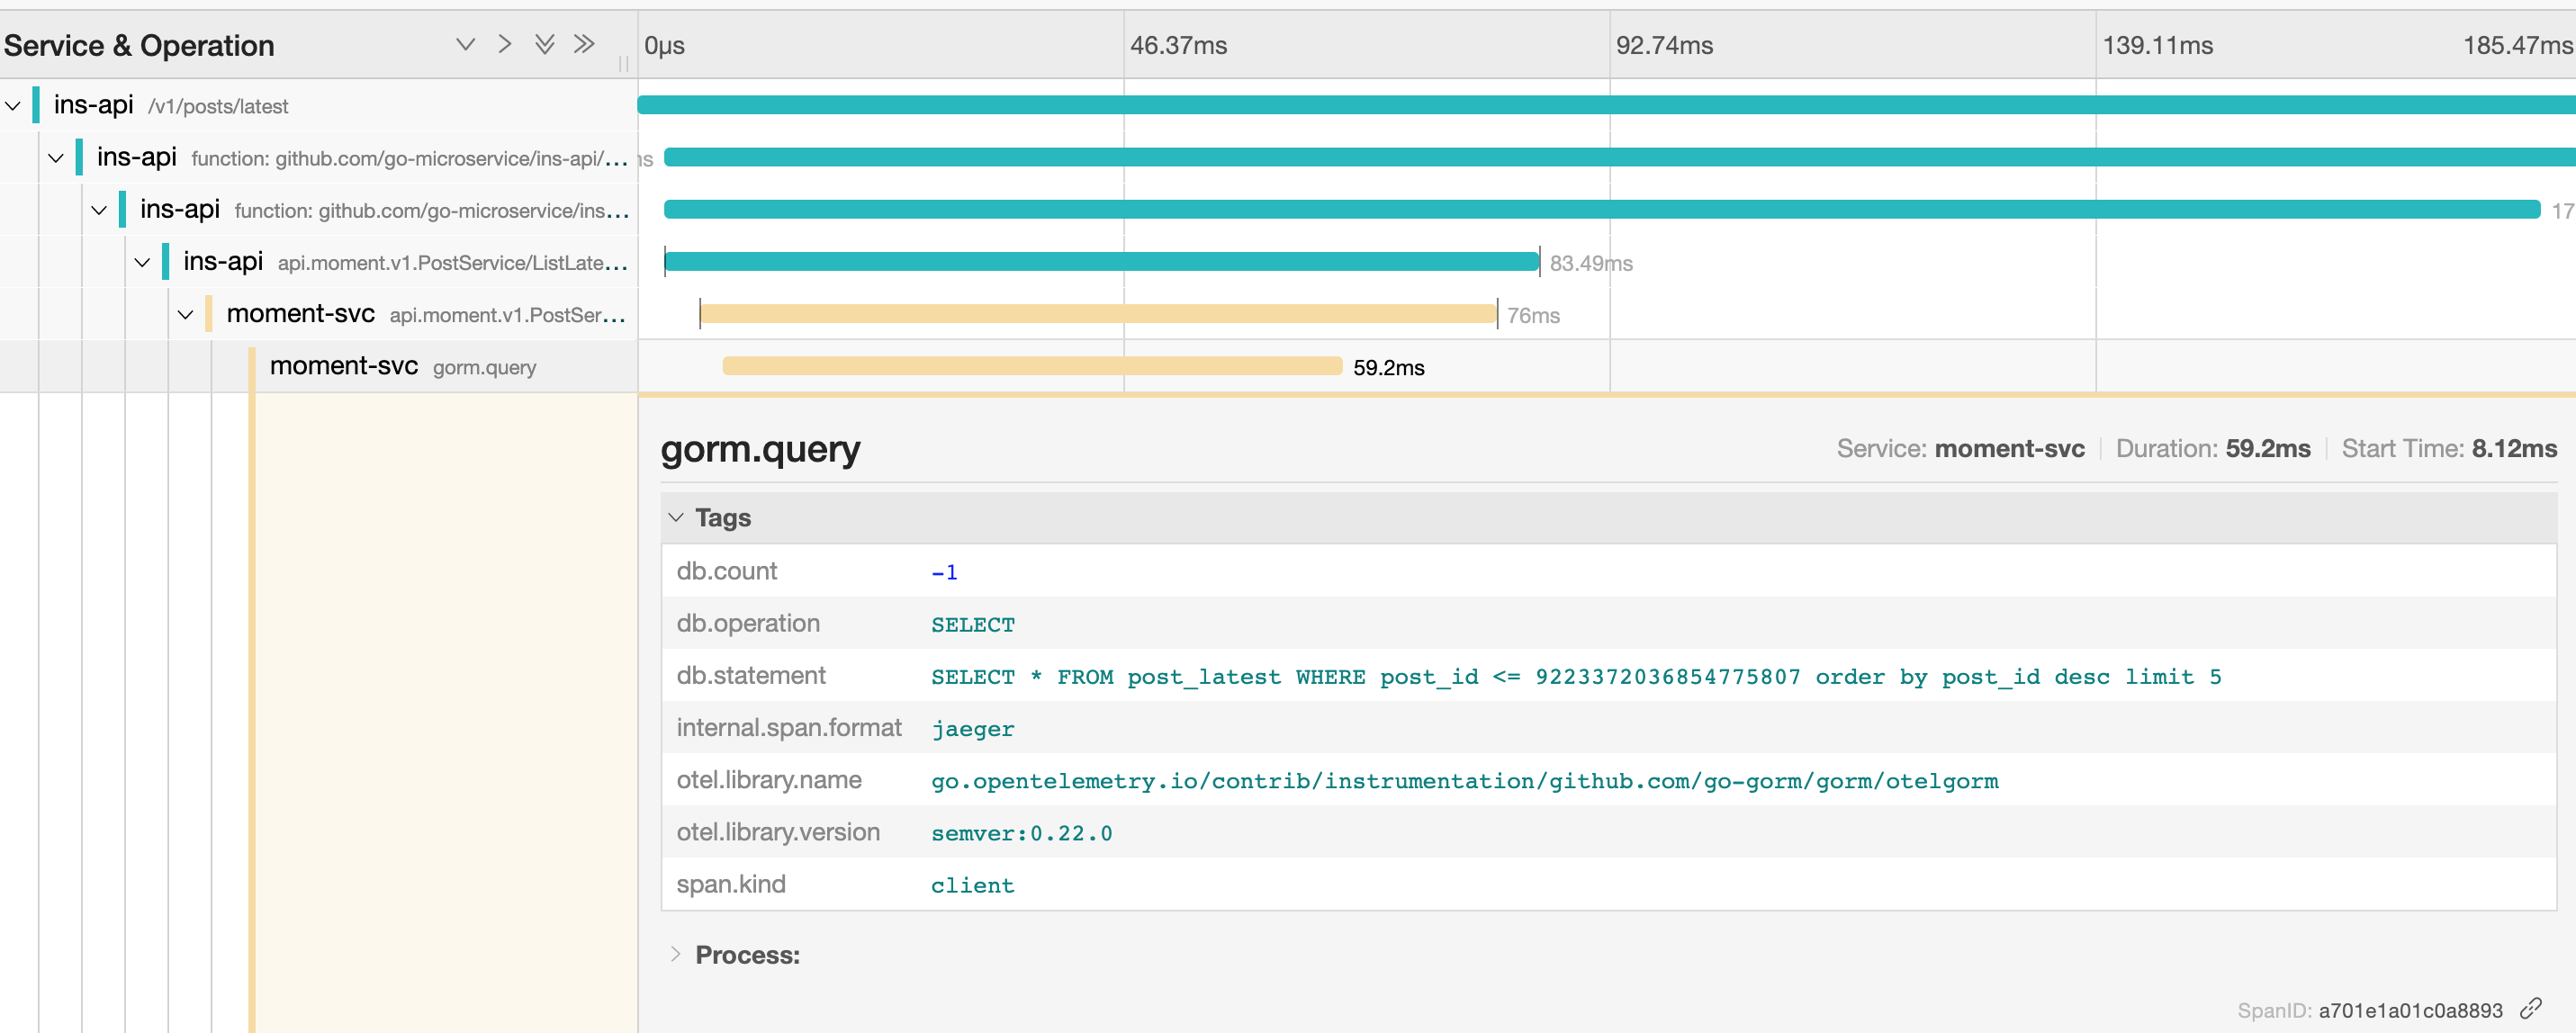 Service & Operation
0μs
46.37ms
92.74ms
139.11ms
185.47ms
ins-api /v1/posts/latest
ins-api function: github.com/go-microservice/ins-api/...
ins-api function: github.com/go-microservice/ins... 17
ins-api api.moment.v1.PostService/ListLate... 83.49ms
moment-svc api.moment.v1.PostSer... 76ms
moment-svc gorm.query 59.2ms
gorm.query
Service: moment-svc Duration: 59.2ms Start Time: 8.12ms
Tags
db.count -1
db.operation SELECT
db.statement SELECT * FROM post_latest WHERE post_id <= 9223372036854775807 order by post_id desc limit 5
internal.span.format jaeger
otel.library.name go.opentelemetry.io/contrib/instrumentation/github.com/go-gorm/gorm/otelgorm
otel.library.version semver:0.22.0
span.kind client
Process:
SpanID: a701e1a01c0a8893